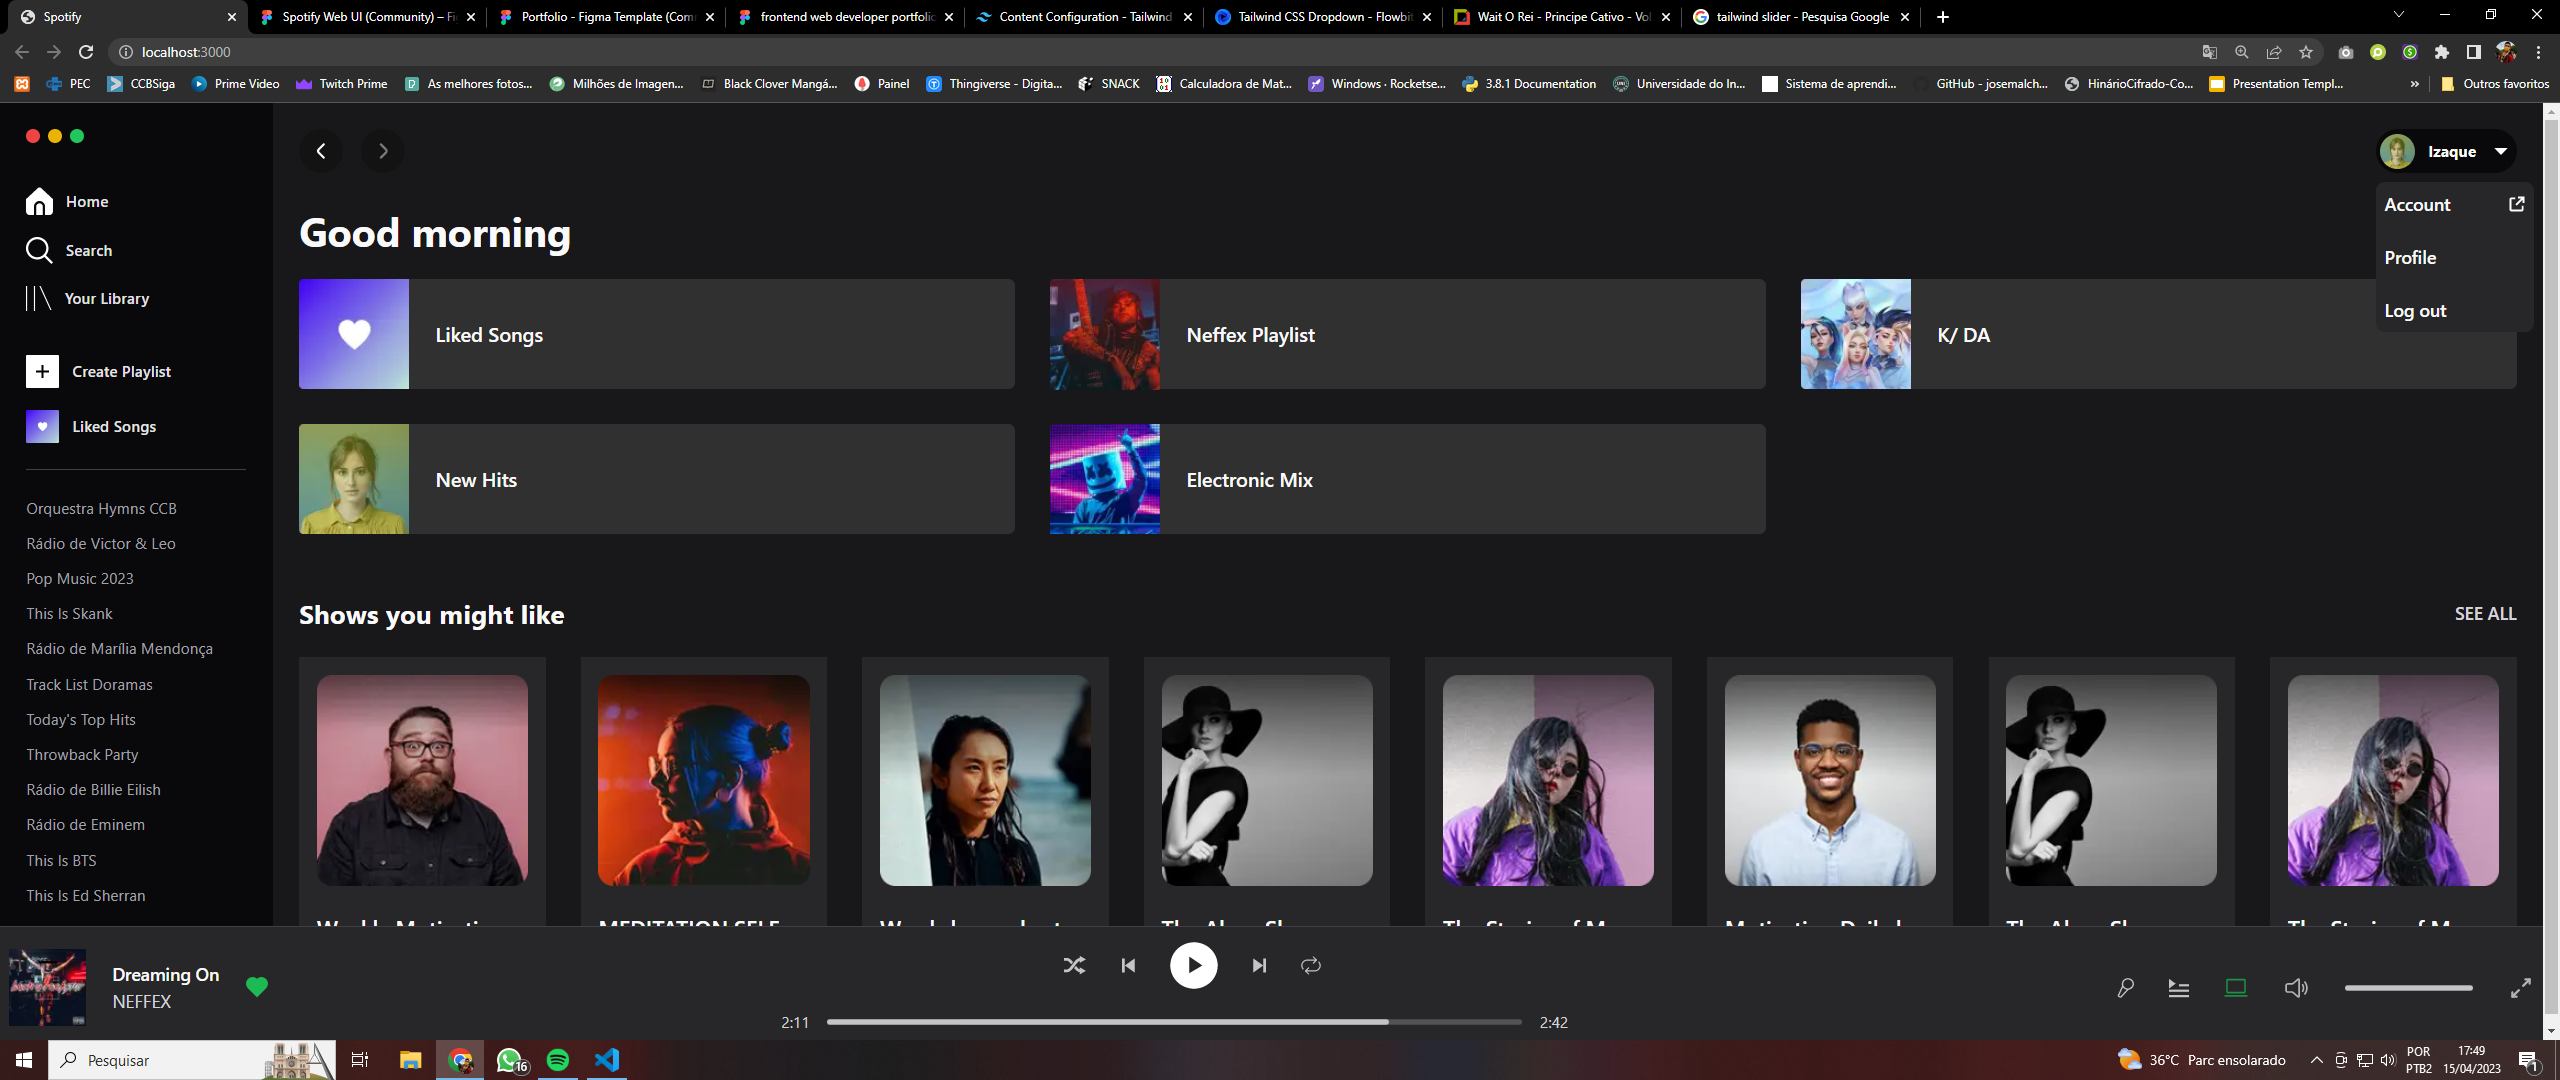 Spotify
Spotify Web UI (Community) – Fi
Portfolio - Figma Template (Com
frontend web developer portfolio
Content Configuration - Tailwind
Tailwind CSS Dropdown - Flowbit
Wait O Rei - Principe Cativo - Vol
tailwind slider - Pesquisa Google
localhost:3000
PEC
CCBSiga
Prime Video
Twitch Prime
As melhores fotos...
Milhões de Imagen...
Black Clover Mangá...
Painel
Thingiverse - Digita...
SNACK
Calculadora de Mat...
Windows · Rocketse...
3.8.1 Documentation
Universidade do In...
Sistema de aprendi...
GitHub - josemalch...
HinárioCifrado-Co...
Presentation Templ...
»
Outros favoritos
Izaque
Account
Profile
Log out
Home
Search
Your Library
Create Playlist
Liked Songs
Orquestra Hymns CCB
Rádio de Victor & Leo
Pop Music 2023
This Is Skank
Rádio de Marília Mendonça
Track List Doramas
Today's Top Hits
Throwback Party
Rádio de Billie Eilish
Rádio de Eminem
This Is BTS
This Is Ed Sherran
Good morning
Liked Songs
Neffex Playlist
K/ DA
New Hits
Electronic Mix
Shows you might like
SEE ALL
MEDITATION SELF
Dreaming On
NEFFEX
2:11
2:42
Pesquisar
16
36°C Parc ensolarado
POR
PTB2
17:49
15/04/2023
1